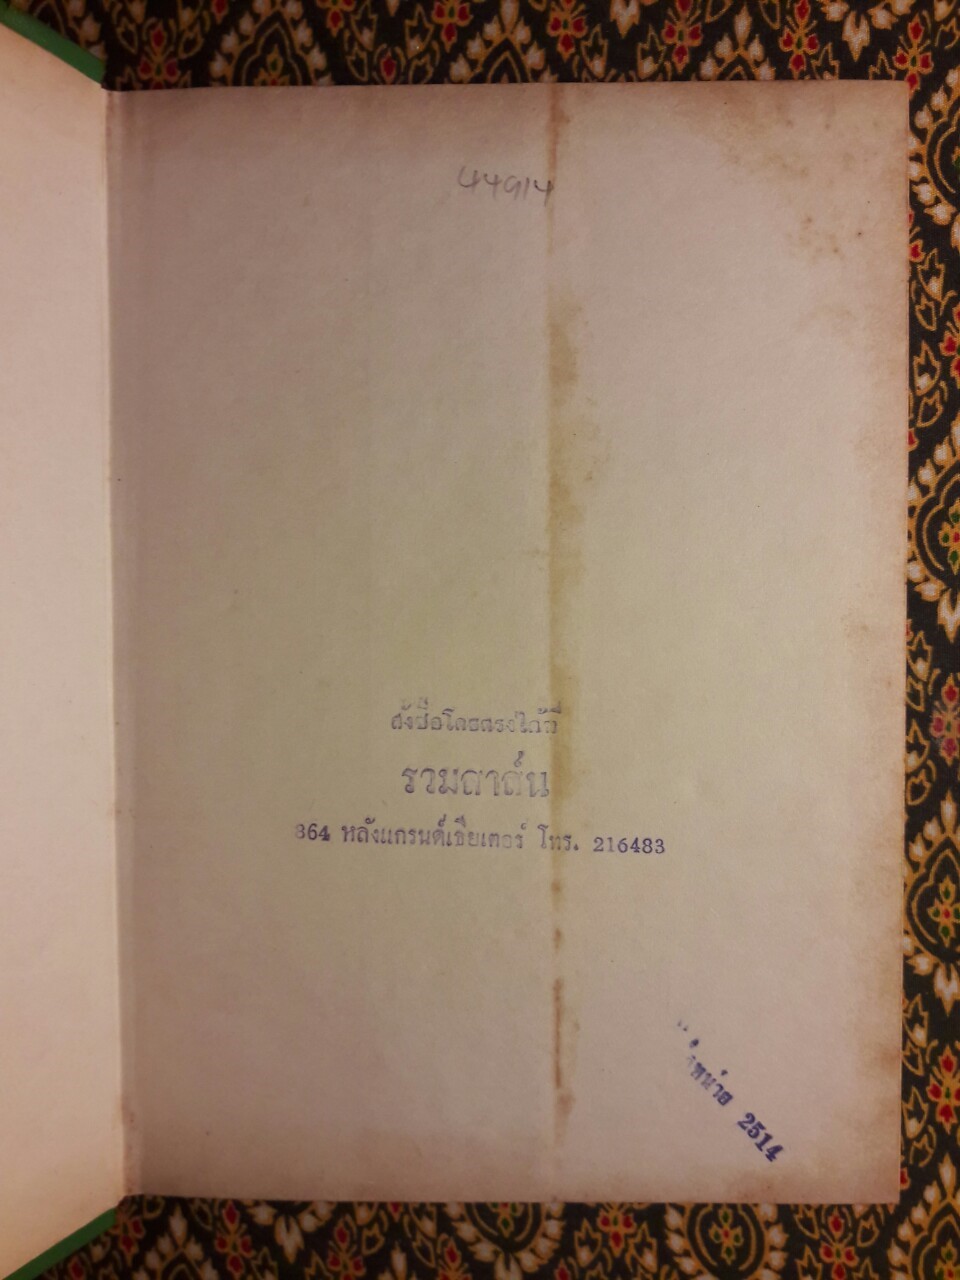 44914
สั่งซื้อโดยตรงได้ที่
รวมสาส์น
864 หลังแกรนด์เธียเตอร์ โทร. 216483
2514